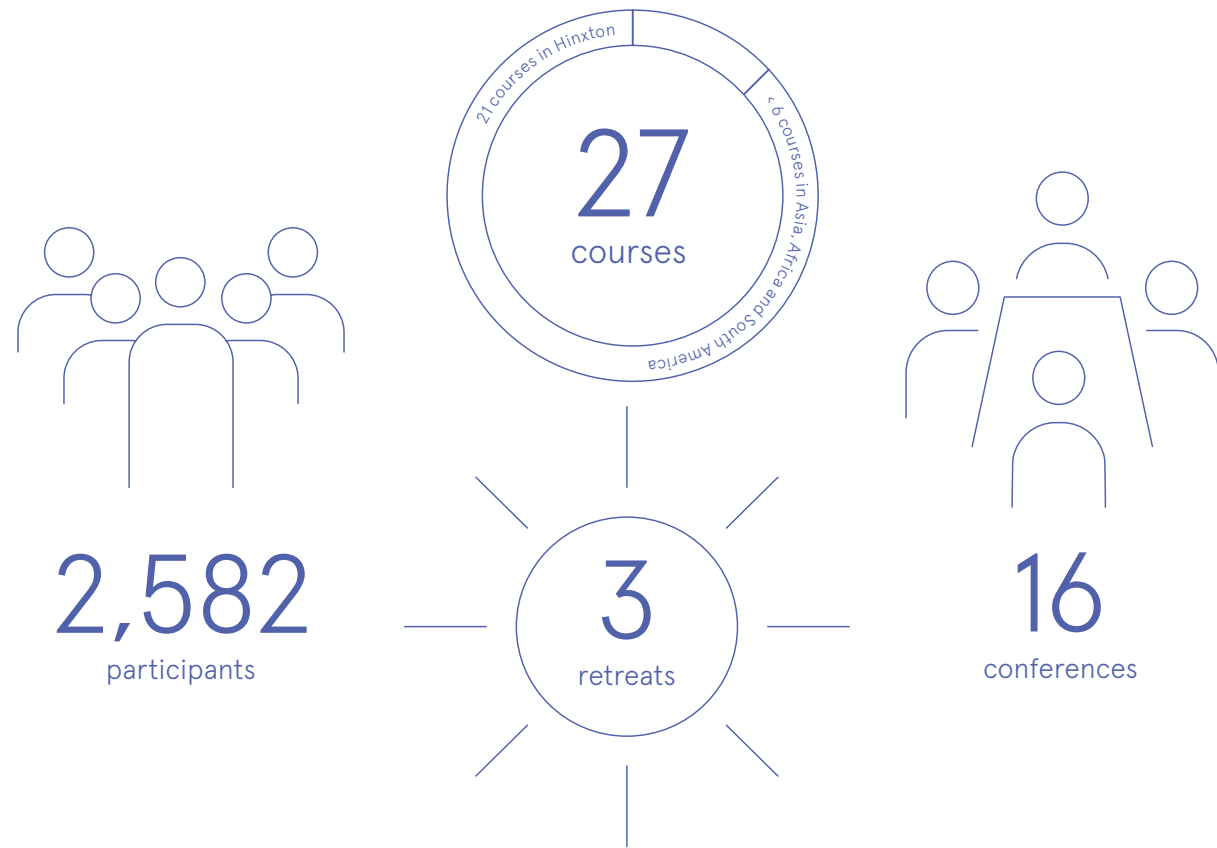 21 courses in Hinxton
< 6 courses in Asia, Africa and South America
27
courses
2,582
participants
3
retreats
16
conferences